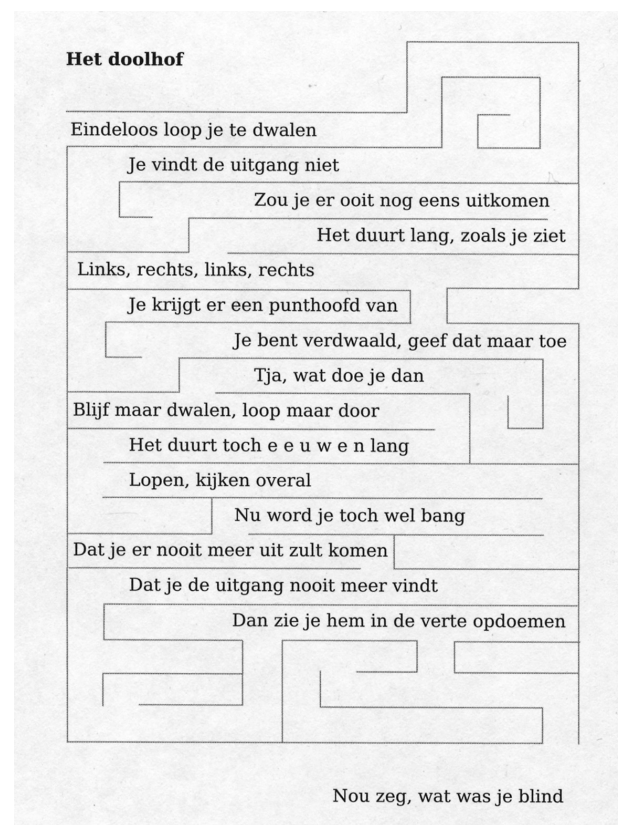 Het doolhof
Eindeloos loop je te dwalen
Je vindt de uitgang niet
Zou je er ooit nog eens uitkomen
Het duurt lang, zoals je ziet
Links, rechts, links, rechts
Je krijgt er een punthoofd van
Je bent verdwaald, geef dat maar toe
Tja, wat doe je dan
Blijf maar dwalen, loop maar door
Het duurt toch e e u w e n lang
Lopen, kijken overal
Nu word je toch wel bang
Dat je er nooit meer uit zult komen
Dat je de uitgang nooit meer vindt
Dan zie je hem in de verte opdoemen
Nou zeg, wat was je blind